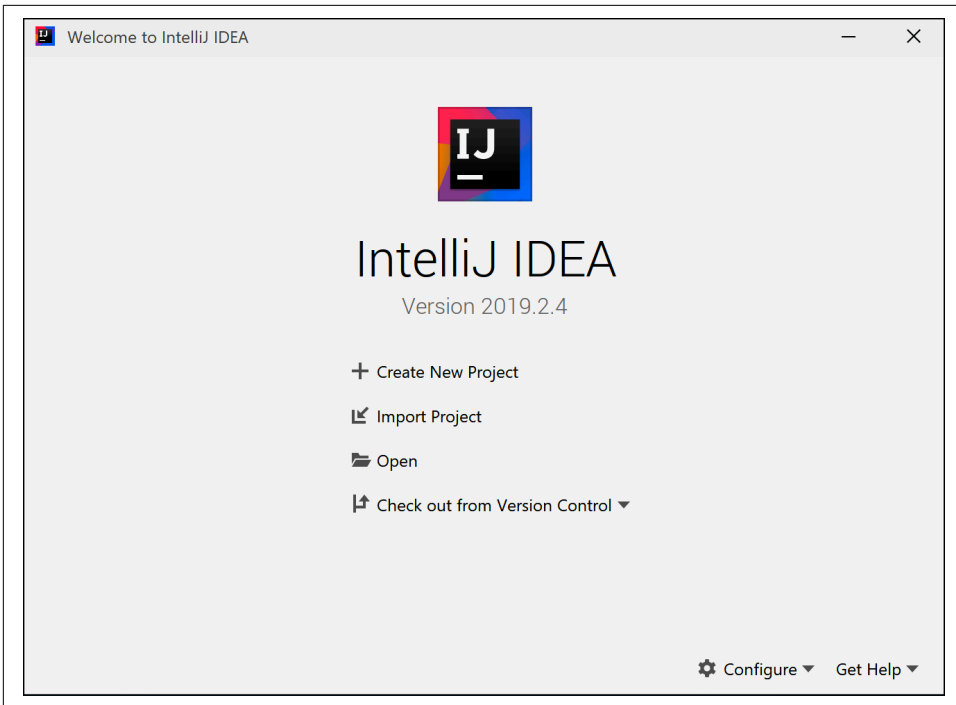 Welcome to IntelliJ IDEA
IJ
IntelliJ IDEA
Version 2019.2.4
Create New Project
Import Project
Open
Check out from Version Control
Configure Get Help